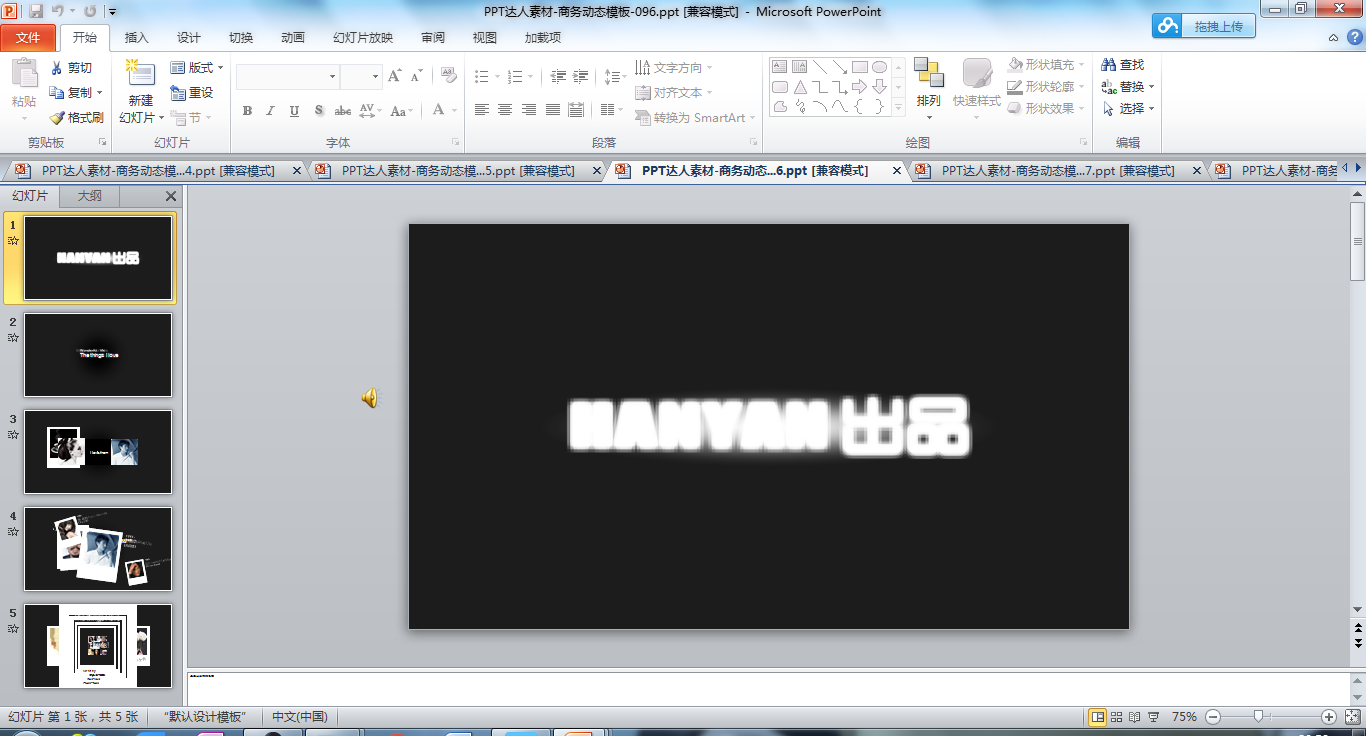 PPT达人素材-商务动态模板-096.ppt [兼容模式] - Microsoft PowerPoint
拖拽上传
文件 开始 插入 设计 切换 动画 幻灯片放映 审阅 视图 加载项
粘贴 剪切 复制 格式刷 剪贴板
新建 幻灯片 版式 重设 节 幻灯片
B I U S abc AV Aa A 字体
文字方向 对齐文本 转换为 SmartArt 段落
排列 快速样式 形状填充 形状轮廓 形状效果 绘图
查找 替换 选择 编辑
PPT达人素材-商务动态模...4.ppt [兼容模式] PPT达人素材-商务动态模...5.ppt [兼容模式] PPT达人素材-商务动态...6.ppt [兼容模式] PPT达人素材-商务动态模...7.ppt [兼容模式] PPT达人素材-商务
幻灯片 大纲
1
HANYAN出品
2
The things I love
3
4
5
HANYAN 出品
幻灯片 第 1 张，共 5 张 “默认设计模板” 中文(中国) 75%